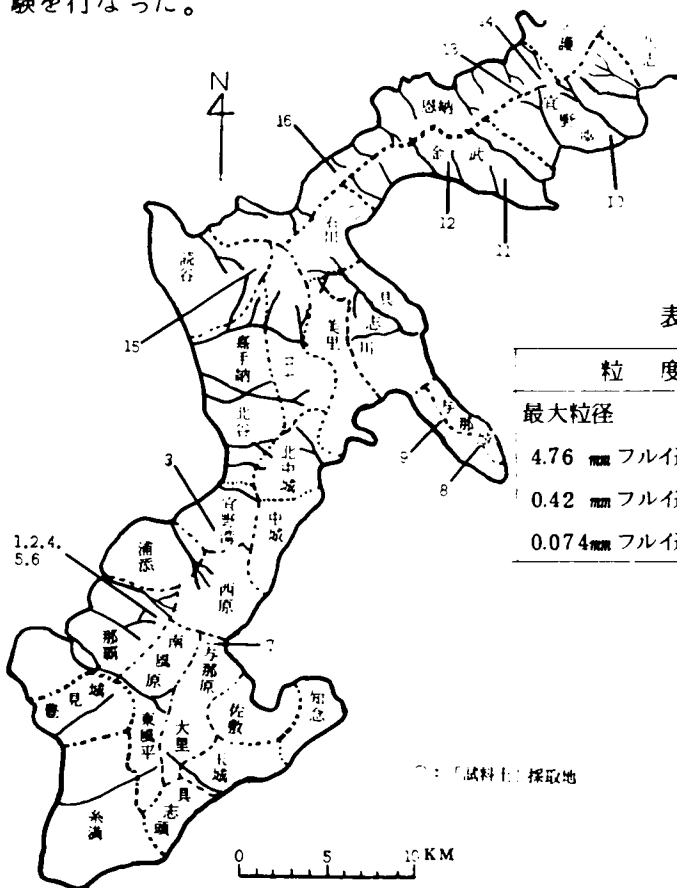 験を行なった。
N
14
13
護
恩納
宜野座
16
金武
12
11
10
石川
読谷
具志川
15
美里
嘉手納
与那城
北谷
9
8
北中城
3
宜野湾
中城
浦添
1.2.4.
5.6
西原
那覇
南風原
与那原
7
豊見城
東風平
大里
佐敷
知念
玉城
具志頭
糸満
:「試料土」採取地
0 5 10 KM
表
粒 度
最大粒径
4.76 mm フルイ
0.42 mm フルイ
0.074mm フルイ